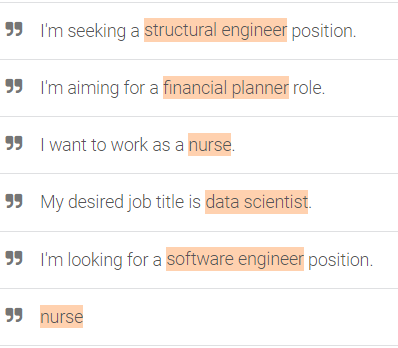 I'm seeking a structural engineer position.
I'm aiming for a financial planner role.
I want to work as a nurse.
My desired job title is data scientist.
I'm looking for a software engineer position.
nurse